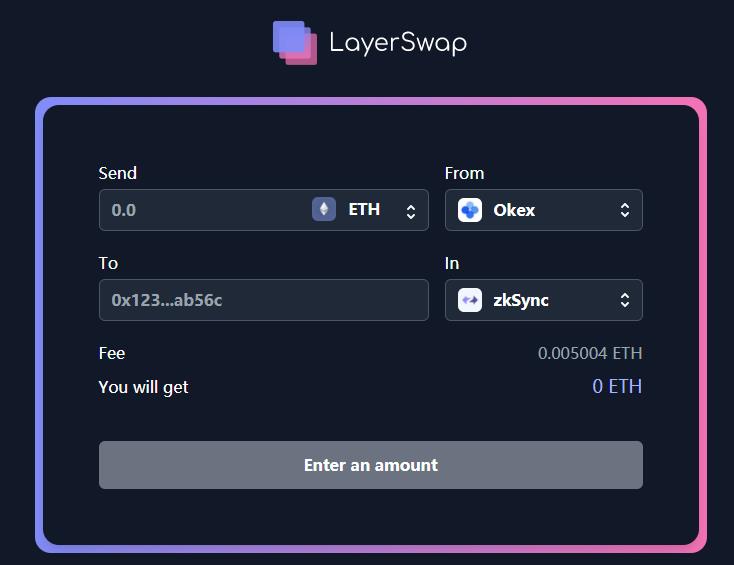 LayerSwap
Send From
0.0 ETH Okex
To In
0x123...ab56c zkSync
Fee 0.005004 ETH
You will get 0 ETH
Enter an amount